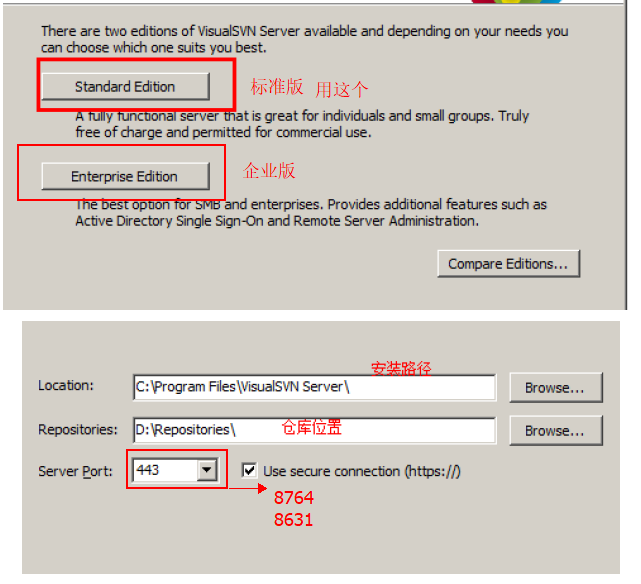 There are two editions of VisualSVN Server available and depending on your needs you
can choose which one suits you best.
Standard Edition 标准版 用这个
A fully functional server that is great for individuals and small groups. Truly
free of charge and permitted for commercial use.
Enterprise Edition 企业版
The best option for SMB and enterprises. Provides additional features such as
Active Directory Single Sign-On and Remote Server Administration.
Compare Editions...
安装路径
Location: C:\Program Files\VisualSVN Server\ Browse...
Repositories: D:\Repositories\ 仓库位置 Browse...
Server Port: 443 Use secure connection (https://)
8764
8631